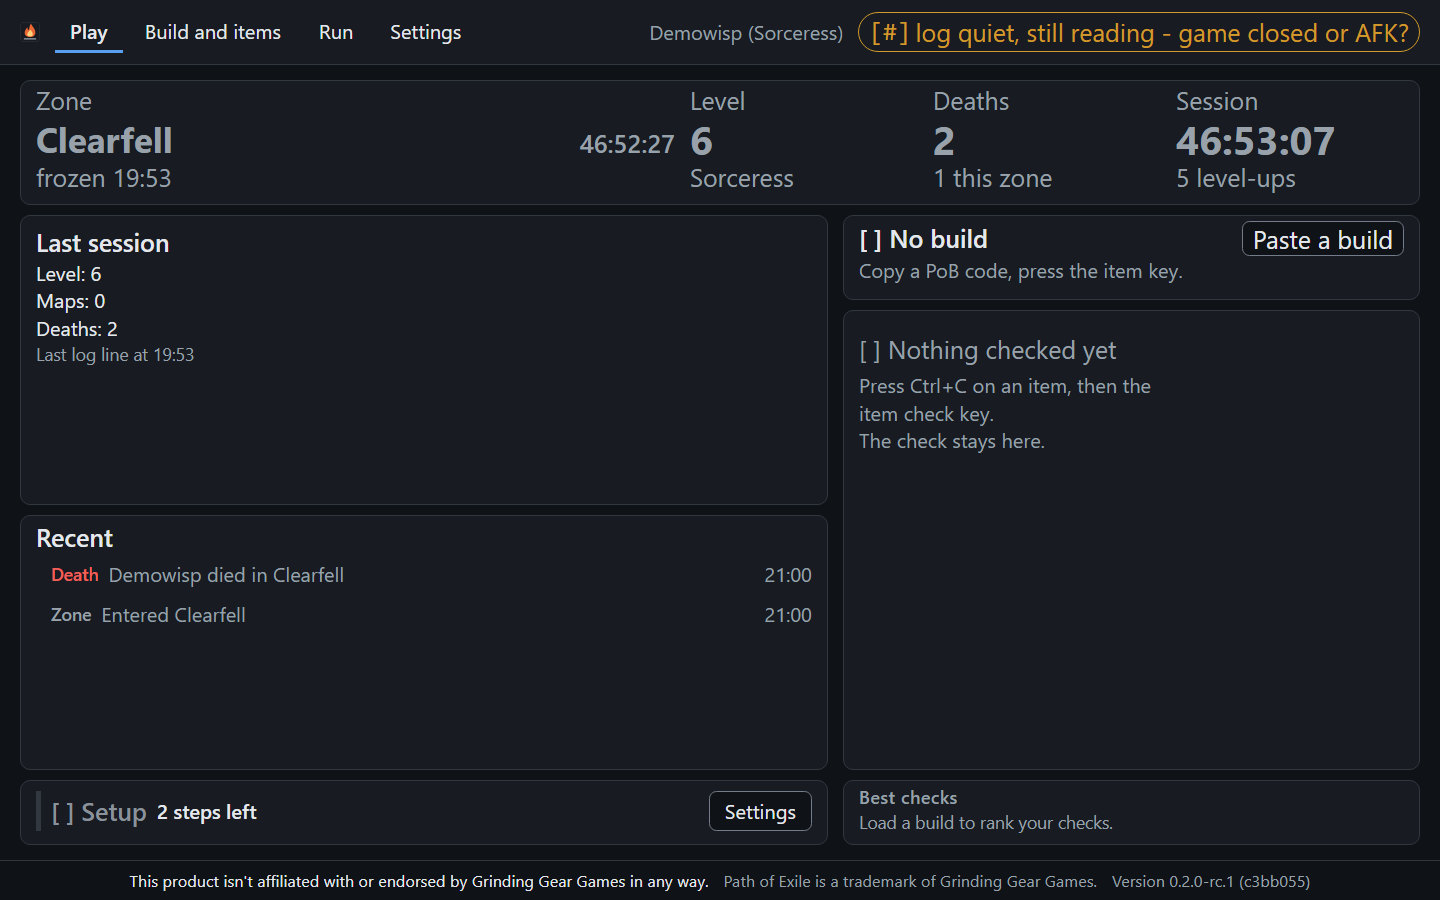 Play Build and items Run Settings Demowisp (Sorceress) [#] log quiet, still reading - game closed or AFK?
Zone
Clearfell 46:52:27
frozen 19:53
Level
6
Sorceress
Deaths
2
1 this zone
Session
46:53:07
5 level-ups
Last session
Level: 6
Maps: 0
Deaths: 2
Last log line at 19:53
[ ] No build Paste a build
Copy a PoB code, press the item key.
[ ] Nothing checked yet
Press Ctrl+C on an item, then the
item check key.
The check stays here.
Recent
Death Demowisp died in Clearfell 21:00
Zone Entered Clearfell 21:00
[ ] Setup 2 steps left Settings
Best checks
Load a build to rank your checks.
This product isn't affiliated with or endorsed by Grinding Gear Games in any way. Path of Exile is a trademark of Grinding Gear Games. Version 0.2.0-rc.1 (c3bb055)